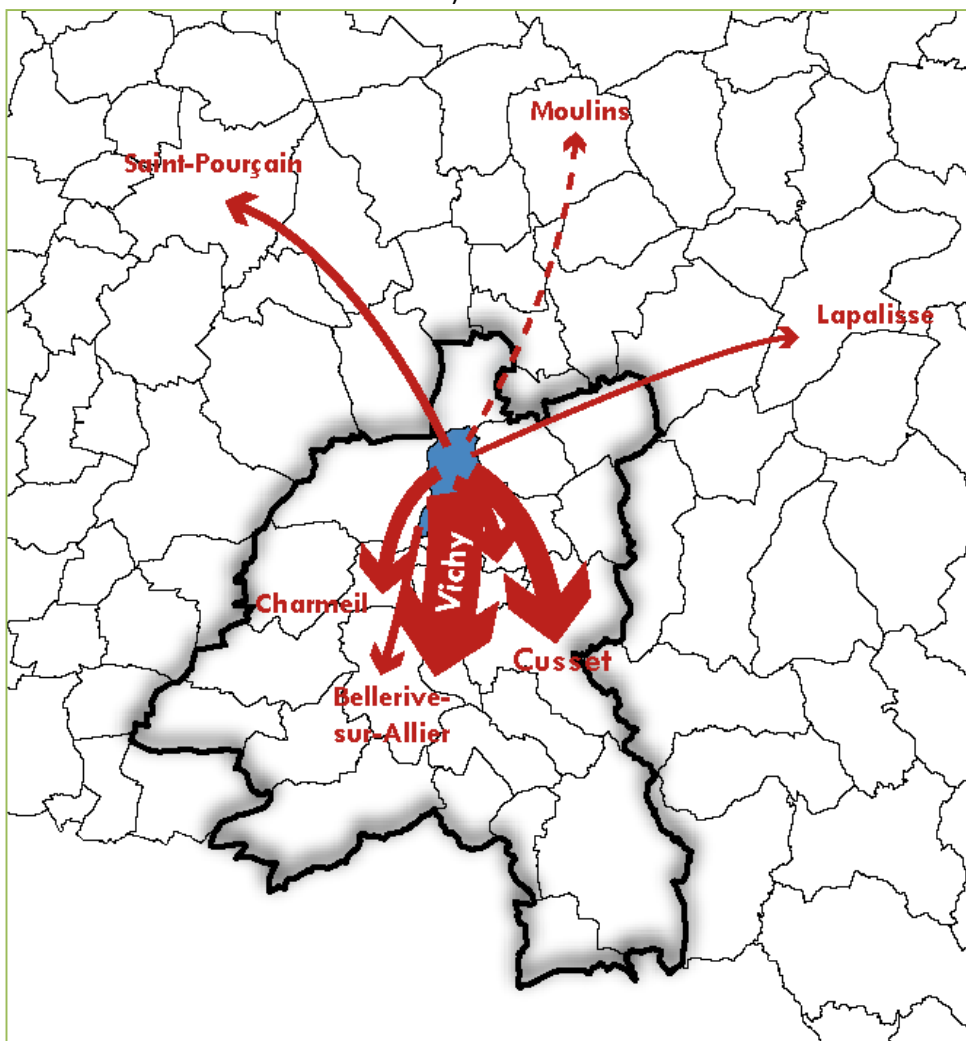 Moulins
Saint-Pourçain
Lapalisse
Vichy
Charmeil
Cusset
Bellerive-
sur-Allier